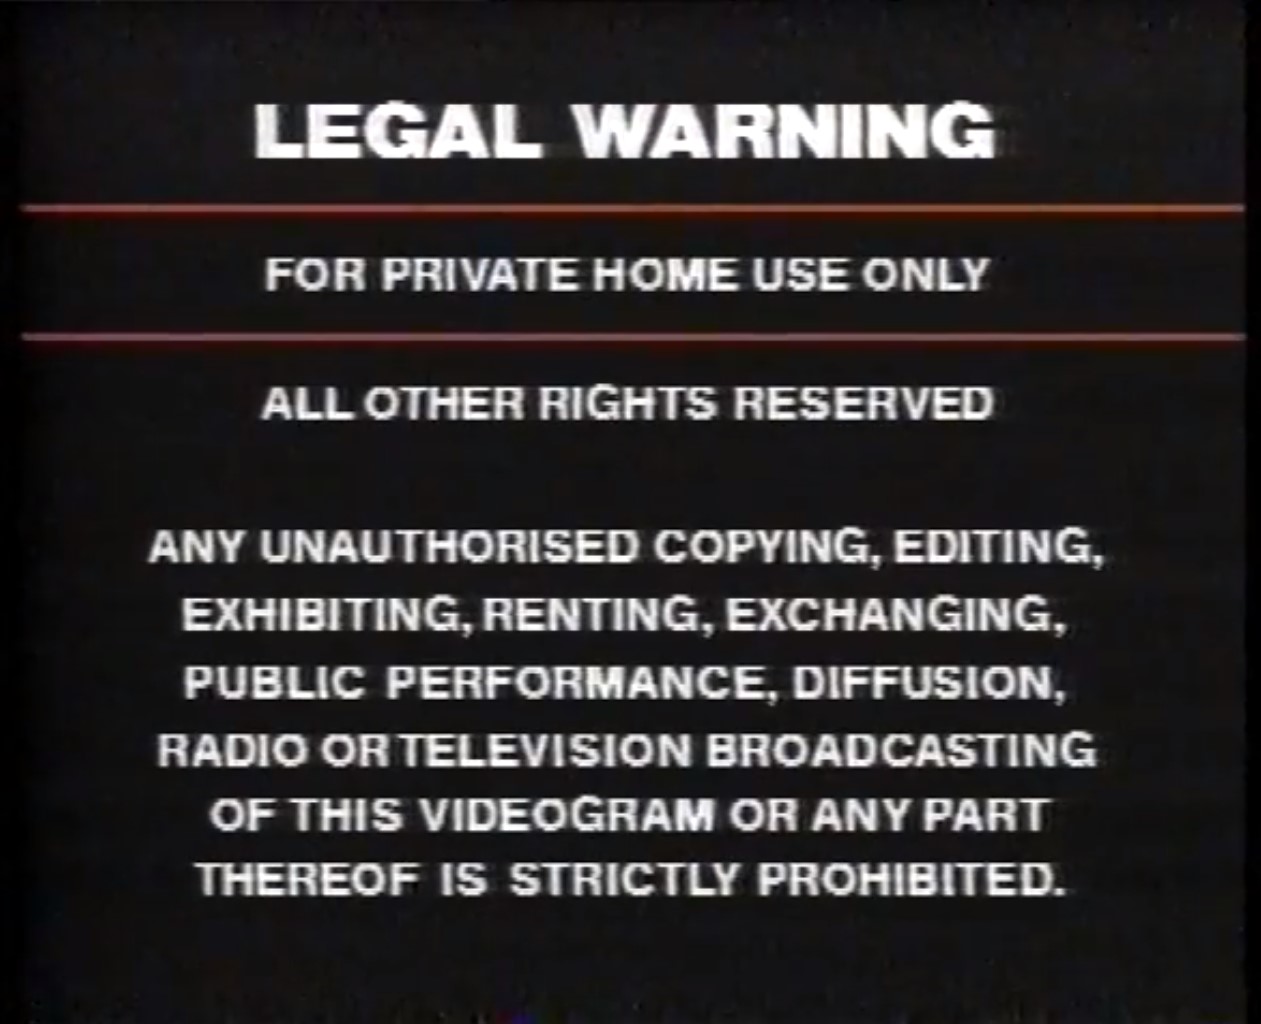 LEGAL WARNING
FOR PRIVATE HOME USE ONLY
ALL OTHER RIGHTS RESERVED
ANY UNAUTHORISED COPYING, EDITING,
EXHIBITING, RENTING, EXCHANGING,
PUBLIC PERFORMANCE, DIFFUSION,
RADIO OR TELEVISION BROADCASTING
OF THIS VIDEOGRAM OR ANY PART
THEREOF IS STRICTLY PROHIBITED.